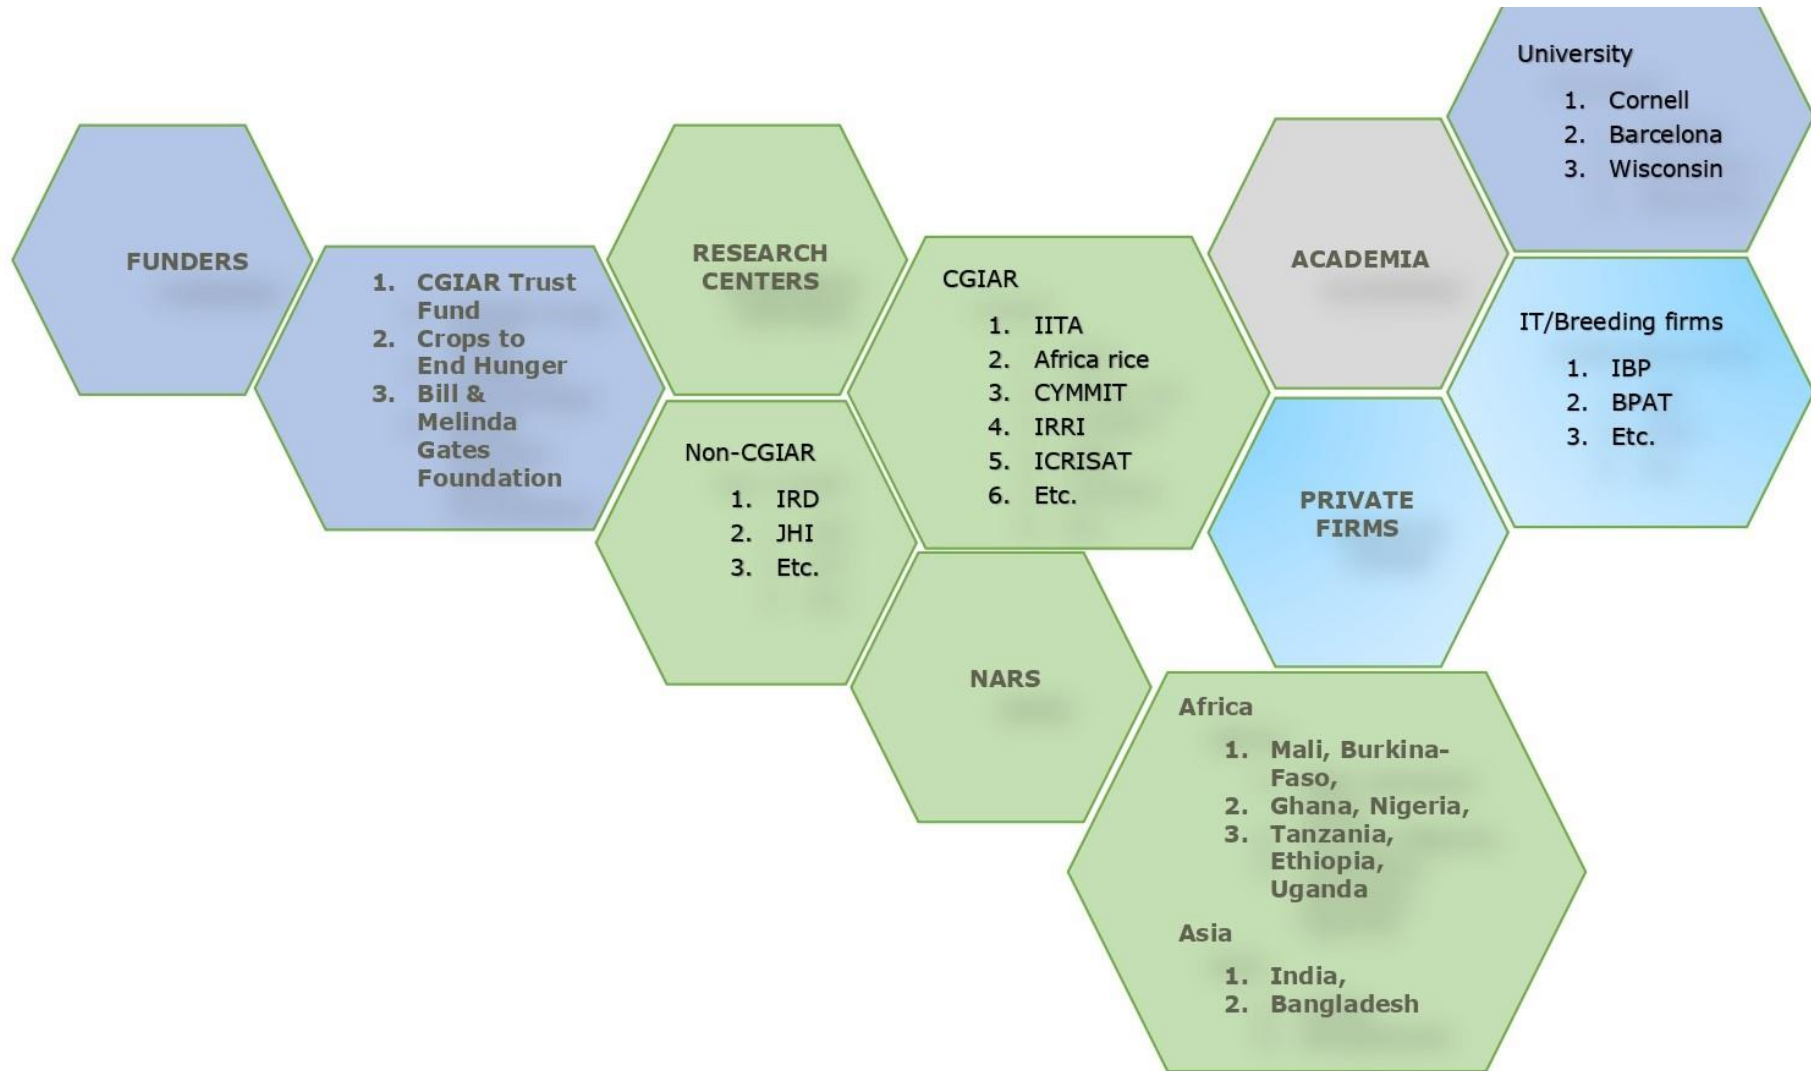 FUNDERS
1. CGIAR Trust
Fund
2. Crops to
End Hunger
3. Bill &
Melinda
Gates
Foundation
RESEARCH
CENTERS
Non-CGIAR
1. IRD
2. JHI
3. Etc.
CGIAR
1. IITA
2. Africa rice
3. CYMMIT
4. IRRI
5. ICRISAT
6. Etc.
NARS
Africa
1. Mali, Burkina-
Faso,
2. Ghana, Nigeria,
3. Tanzania,
Ethiopia,
Uganda
Asia
1. India,
2. Bangladesh
ACADEMIA
University
1. Cornell
2. Barcelona
3. Wisconsin
PRIVATE
FIRMS
IT/Breeding firms
1. IBP
2. BPAT
3. Etc.